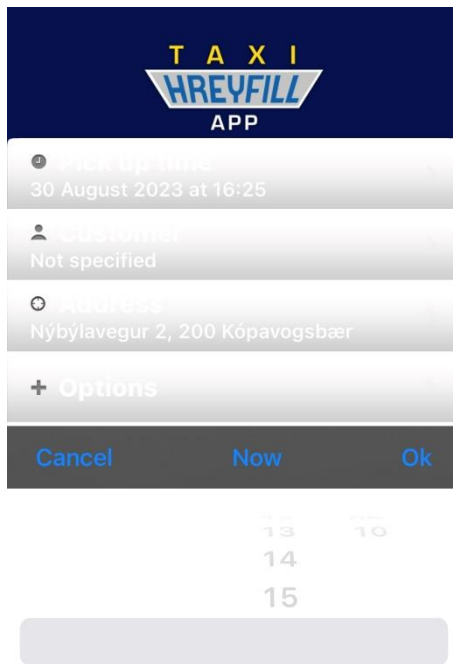 TAXI
HREYFILL
APP
Pick up time
30 August 2023 at 16:25
Customer
Not specified
Address
Nýbýlavegur 2, 200 Kópavogsbær
Options
Cancel Now Ok
13 10
14
15